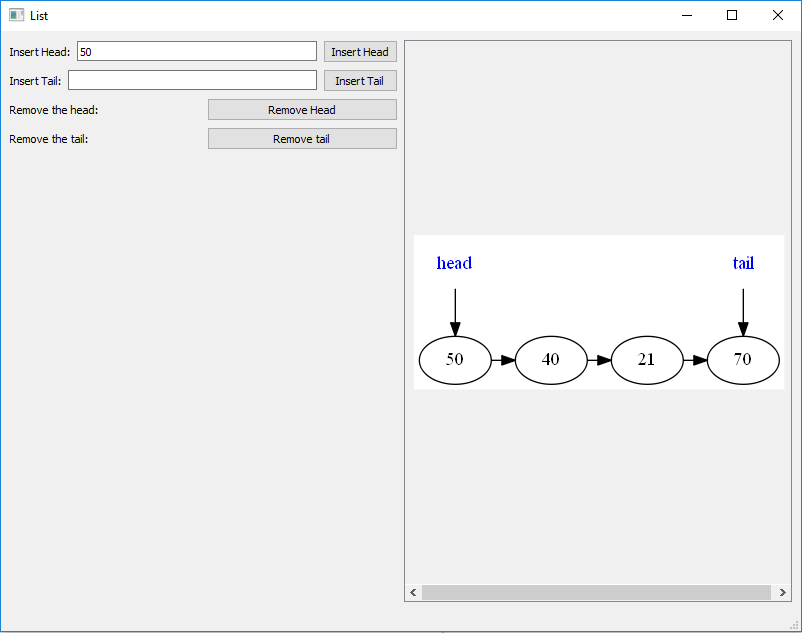 List
Insert Head: 50 Insert Head
Insert Tail: Insert Tail
Remove the head: Remove Head
Remove the tail: Remove tail
head tail
50 40 21 70